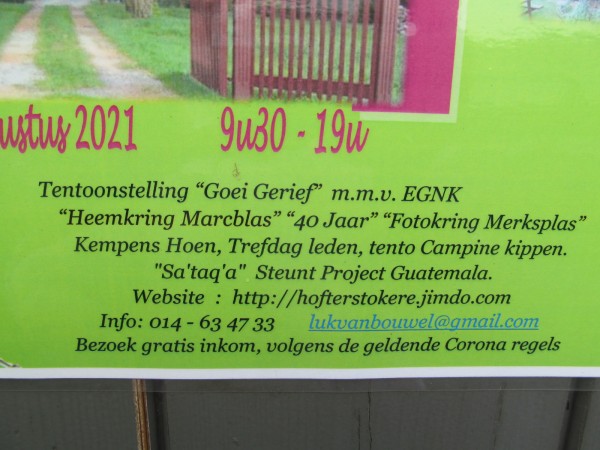 ustus 2021 9u30 - 19u
Tentoonstelling “Goei Gerief” m.m.v. EGNK
“Heemkring Marcblas” “40 Jaar” “Fotokring Merksplas”
Kempens Hoen, Trefdag leden, tento Campine kippen.
"Sa'taq'a" Steunt Project Guatemala.
Website : http://hofterstokere.jimdo.com
Info: 014 - 63 47 33 lukvanbouwel@gmail.com
Bezoek gratis inkom, volgens de geldende Corona regels